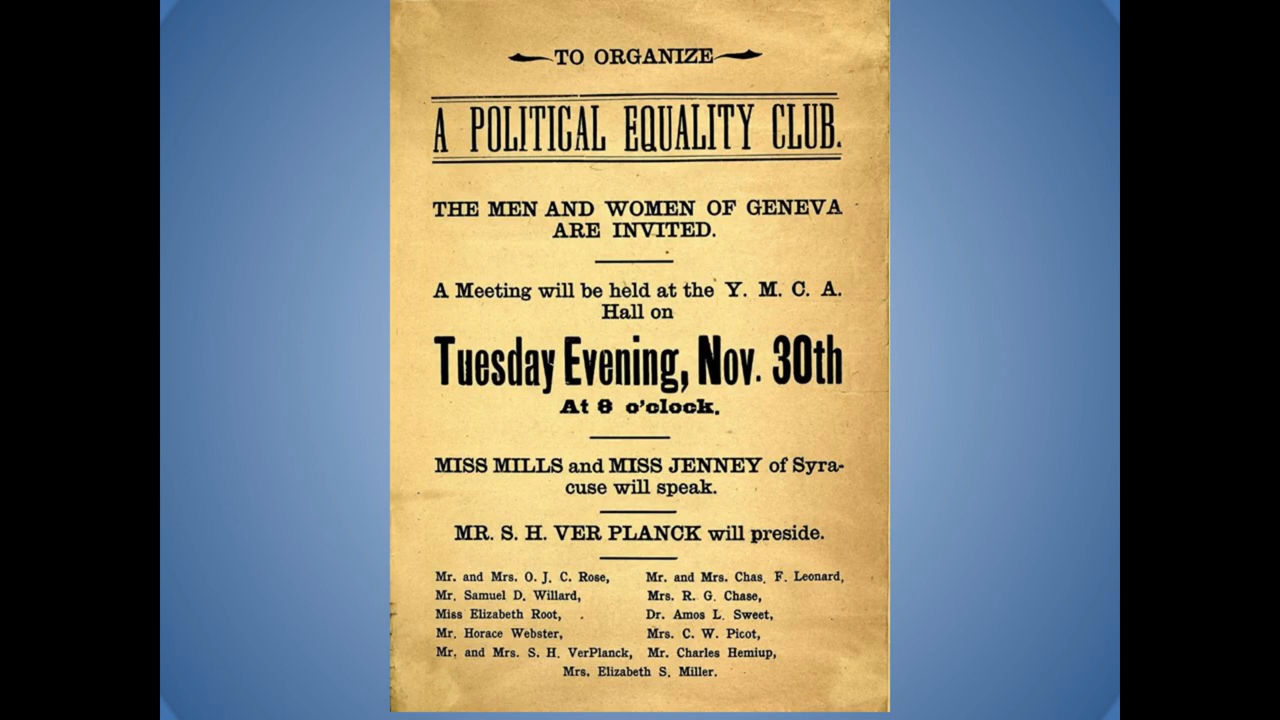 TO ORGANIZE
A POLITICAL EQUALITY CLUB.
THE MEN AND WOMEN OF GENEVA
ARE INVITED.
A Meeting will be held at the Y. M. C. A.
Hall on
Tuesday Evening, Nov. 30th
At 8 o'clock.
MISS MILLS and MISS JENNEY of Syra-
cuse will speak.
MR. S. H. VER PLANCK will preside.
Mr. and Mrs. O. J. C. Rose, Mr. and Mrs. Chas. F. Leonard,
Mr. Samuel D. Willard, Mrs. R. G. Chase,
Miss Elizabeth Root, Dr. Amos L. Sweet,
Mr. Horace Webster, Mrs. C. W. Picot,
Mr. and Mrs. S. H. VerPlanck, Mr. Charles Hemiup,
Mrs. Elizabeth S. Miller.